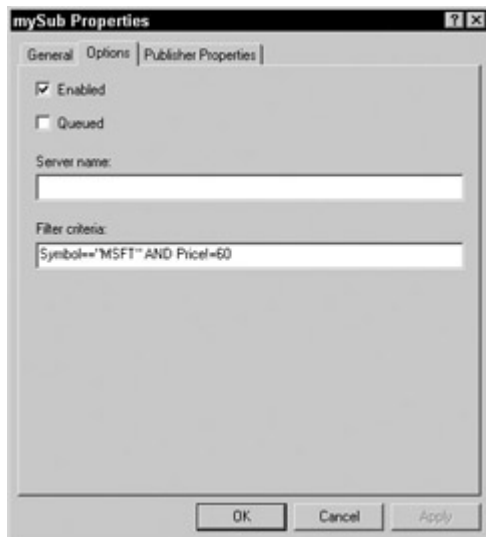 mySub Properties
General Options Publisher Properties
Enabled
Queued
Server name:
Filter criteria:
Symbol=="MSFT" AND Price!=60
OK Cancel Apply